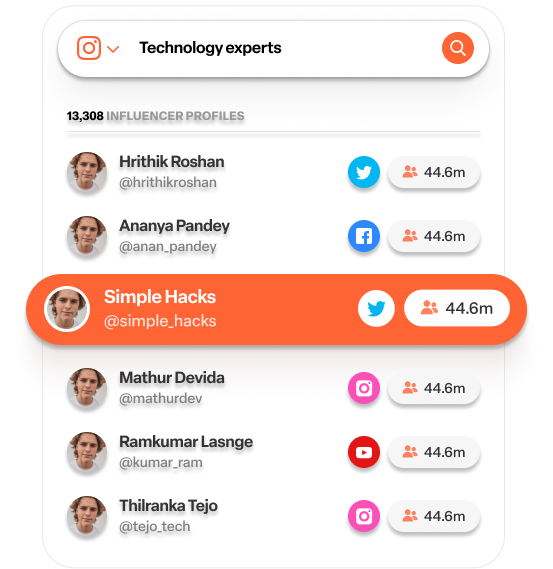 Technology experts
13,308 INFLUENCER PROFILES
Hrithik Roshan
@hrithikroshan
44.6m
Ananya Pandey
@anan_pandey
44.6m
Simple Hacks
@simple_hacks
44.6m
Mathur Devida
@mathurdev
44.6m
Ramkumar Lasnge
@kumar_ram
44.6m
Thilranka Tejo
@tejo_tech
44.6m